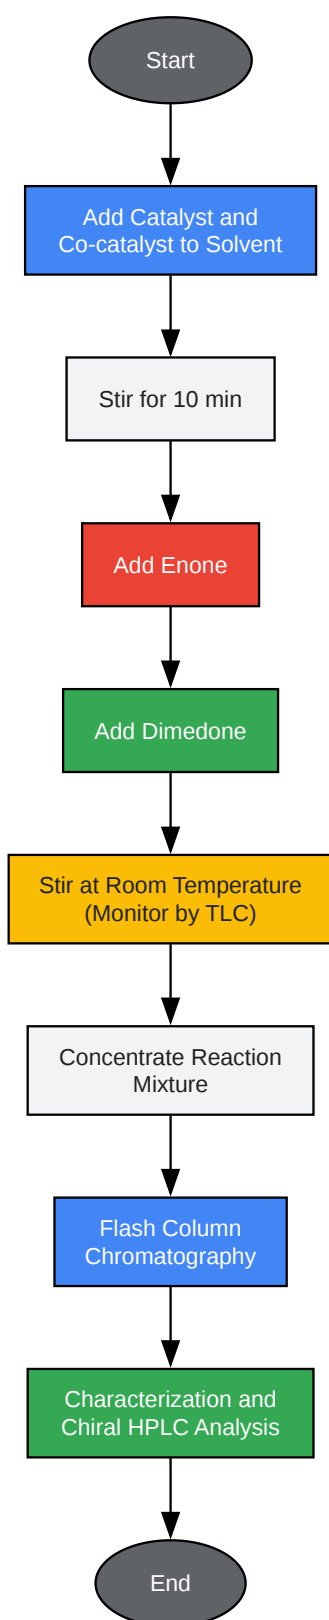 Start
Add Catalyst and
Co-catalyst to Solvent
Stir for 10 min
Add Enone
Add Dimedone
Stir at Room Temperature
(Monitor by TLC)
Concentrate Reaction
Mixture
Flash Column
Chromatography
Characterization and
Chiral HPLC Analysis
End